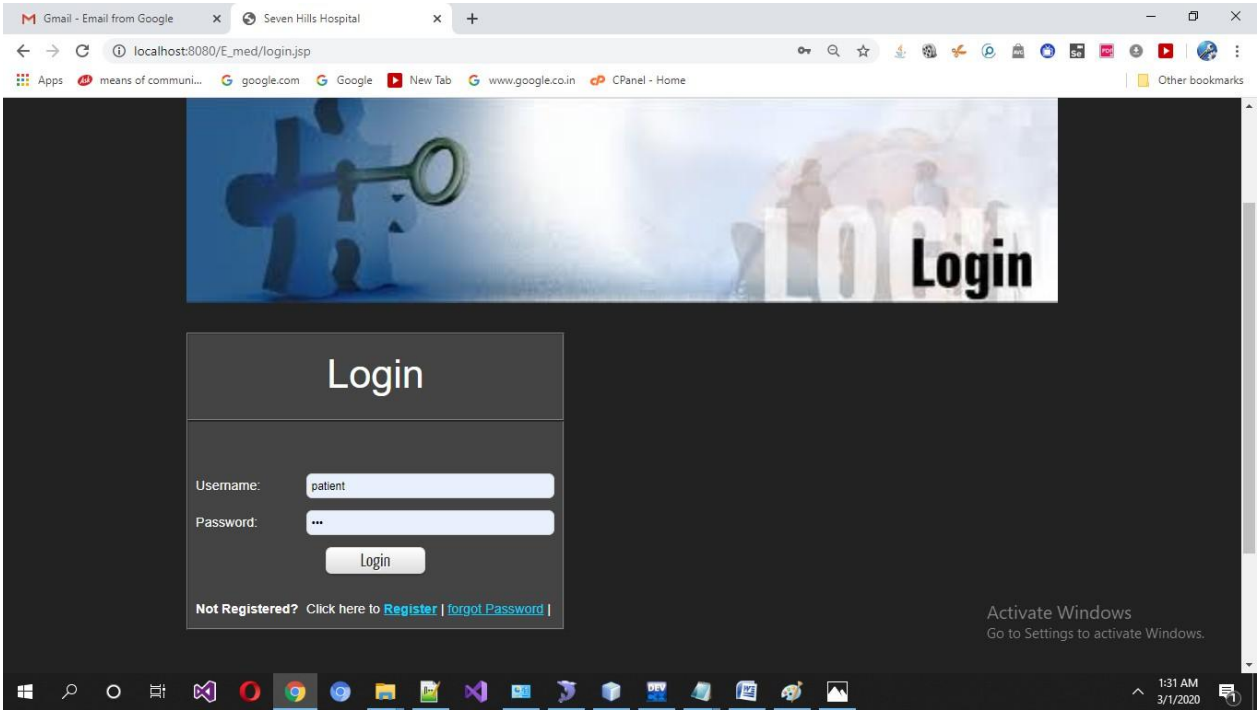 Gmail - Email from Google
Seven Hills Hospital
localhost:8080/E_med/login.jsp
Apps means of communi... google.com Google New Tab www.google.co.in CPanel - Home Other bookmarks
LOGIN
Login
Login
Username: patient
Password: •••
Login
Not Registered? Click here to Register | forgot Password |
Activate Windows
Go to Settings to activate Windows.
1:31 AM
3/1/2020